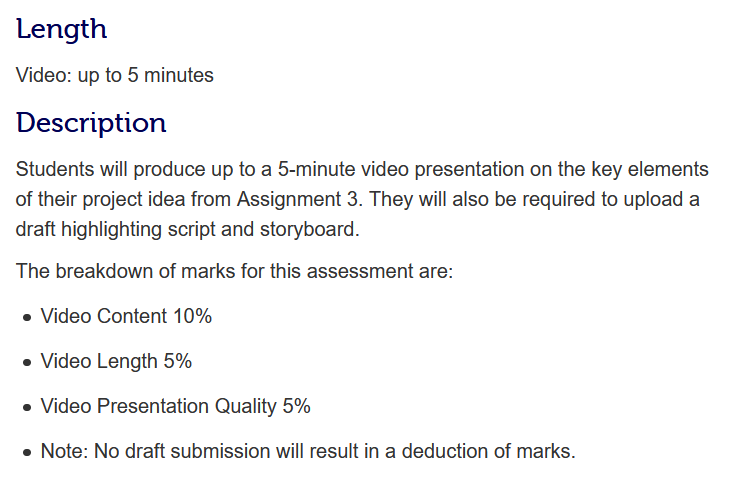 Length
Video: up to 5 minutes
Description
Students will produce up to a 5-minute video presentation on the key elements
of their project idea from Assignment 3. They will also be required to upload a
draft highlighting script and storyboard.
The breakdown of marks for this assessment are:
• Video Content 10%
• Video Length 5%
• Video Presentation Quality 5%
• Note: No draft submission will result in a deduction of marks.